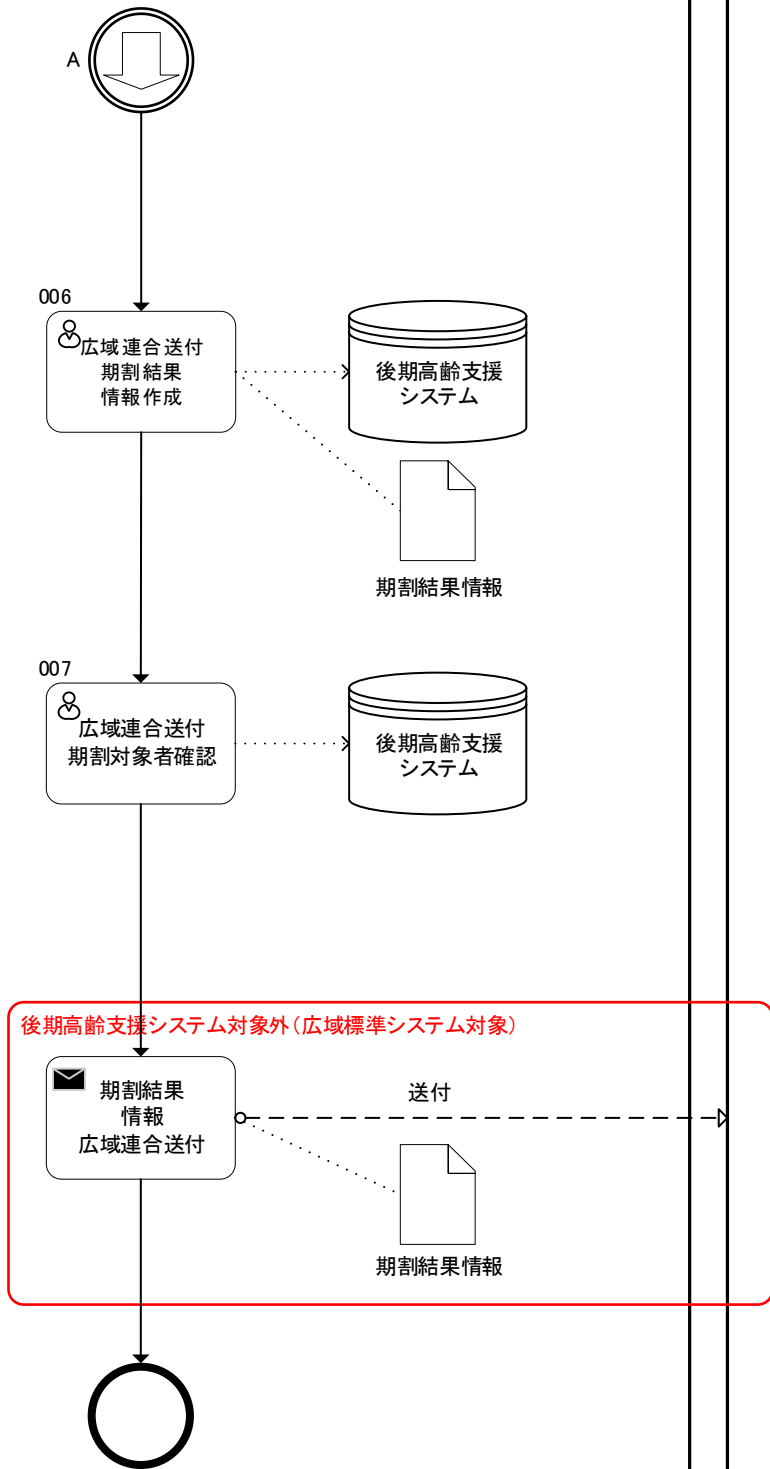 A
006
広域連合送付
期割結果
情報作成
後期高齢支援
システム
期割結果情報
007
広域連合送付
期割対象者確認
後期高齢支援
システム
後期高齢支援システム対象外(広域標準システム対象)
期割結果
情報
広域連合送付
送付
期割結果情報